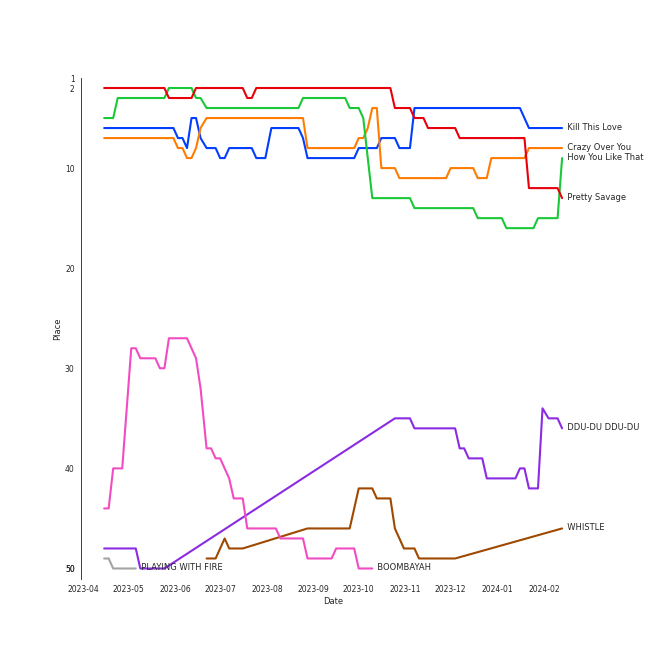 1
2
10
20
30
40
50
Place
Kill This Love
Crazy Over You
How You Like That
Pretty Savage
DDU-DU DDU-DU
WHISTLE
PLAYING WITH FIRE
BOOMBAYAH
2023-04 2023-05 2023-06 2023-07 2023-08 2023-09 2023-10 2023-11 2023-12 2024-01 2024-02
Date